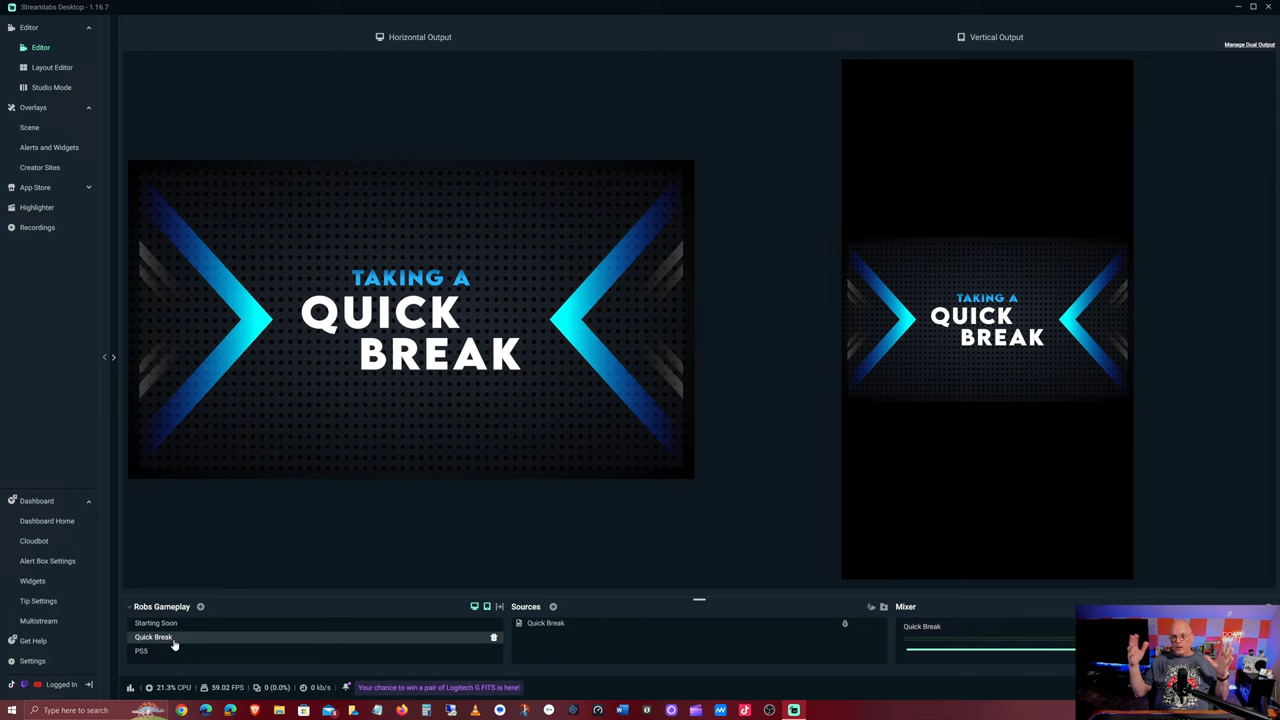 Streamlabs Desktop - 1.16.7
Editor
Editor
Layout Editor
Studio Mode
Overlays
Scene
Alerts and Widgets
Creator Sites
App Store
Highlighter
Recordings
Dashboard
Dashboard Home
Cloudbot
Alert Box Settings
Widgets
Tip Settings
Multistream
Get Help
Settings
Logged In
Horizontal Output
Vertical Output
Manage Dual Output
TAKING A
QUICK
BREAK
TAKING A
QUICK
BREAK
Robs Gameplay
Starting Soon
Quick Break
PS5
Sources
Quick Break
Mixer
Quick Break
21.3% CPU
59.02 FPS
0 (0.0%)
0 kb/s
Your chance to win a pair of Logitech G FITS is here!
Type here to search